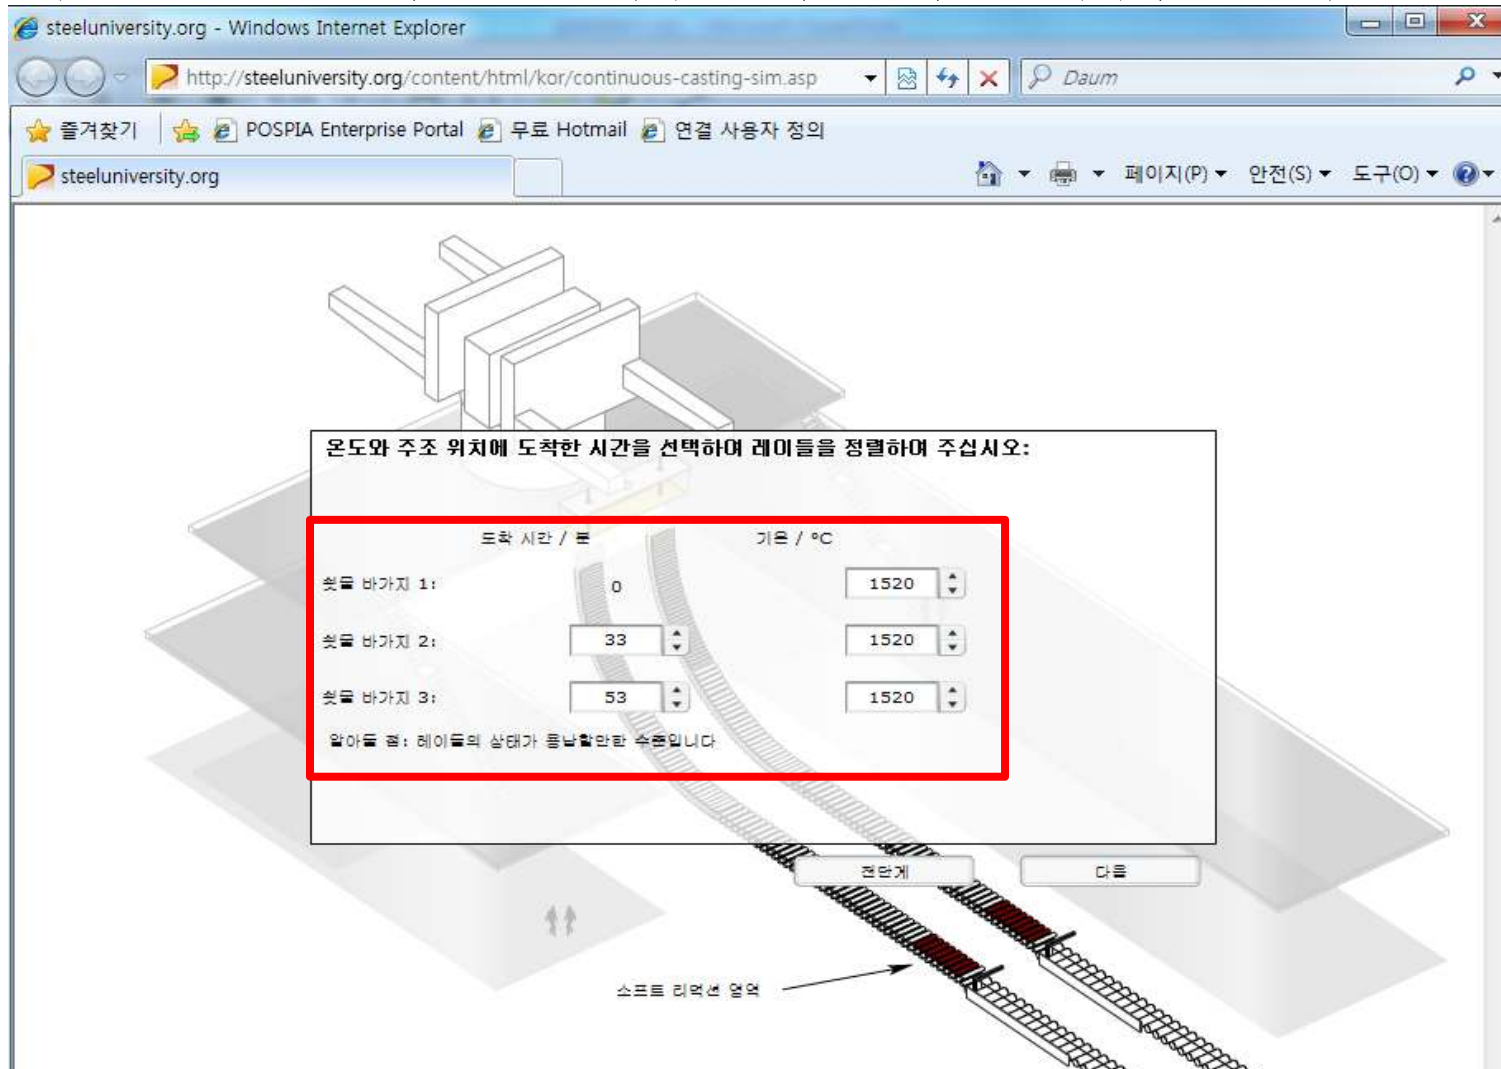 steeluniversity.org - Windows Internet Explorer
http://steeluniversity.org/content/html/kor/continuous-casting-sim.asp
Daum
즐겨찾기 POSPIA Enterprise Portal 무료 Hotmail 연결 사용자 정의
steeluniversity.org 페이지(P) 안전(S) 도구(O)
온도와 주조 위치에 도착한 시간을 선택하여 레이들을 정렬하여 주십시오:
도착 시간 / 분 기온 / °C
쇳물 바가지 1: 0 1520
쇳물 바가지 2: 33 1520
쇳물 바가지 3: 53 1520
알아둘 점: 레이들의 상태가 용납할만한 수준입니다
전단계 다음
소프트 리덕션 영역